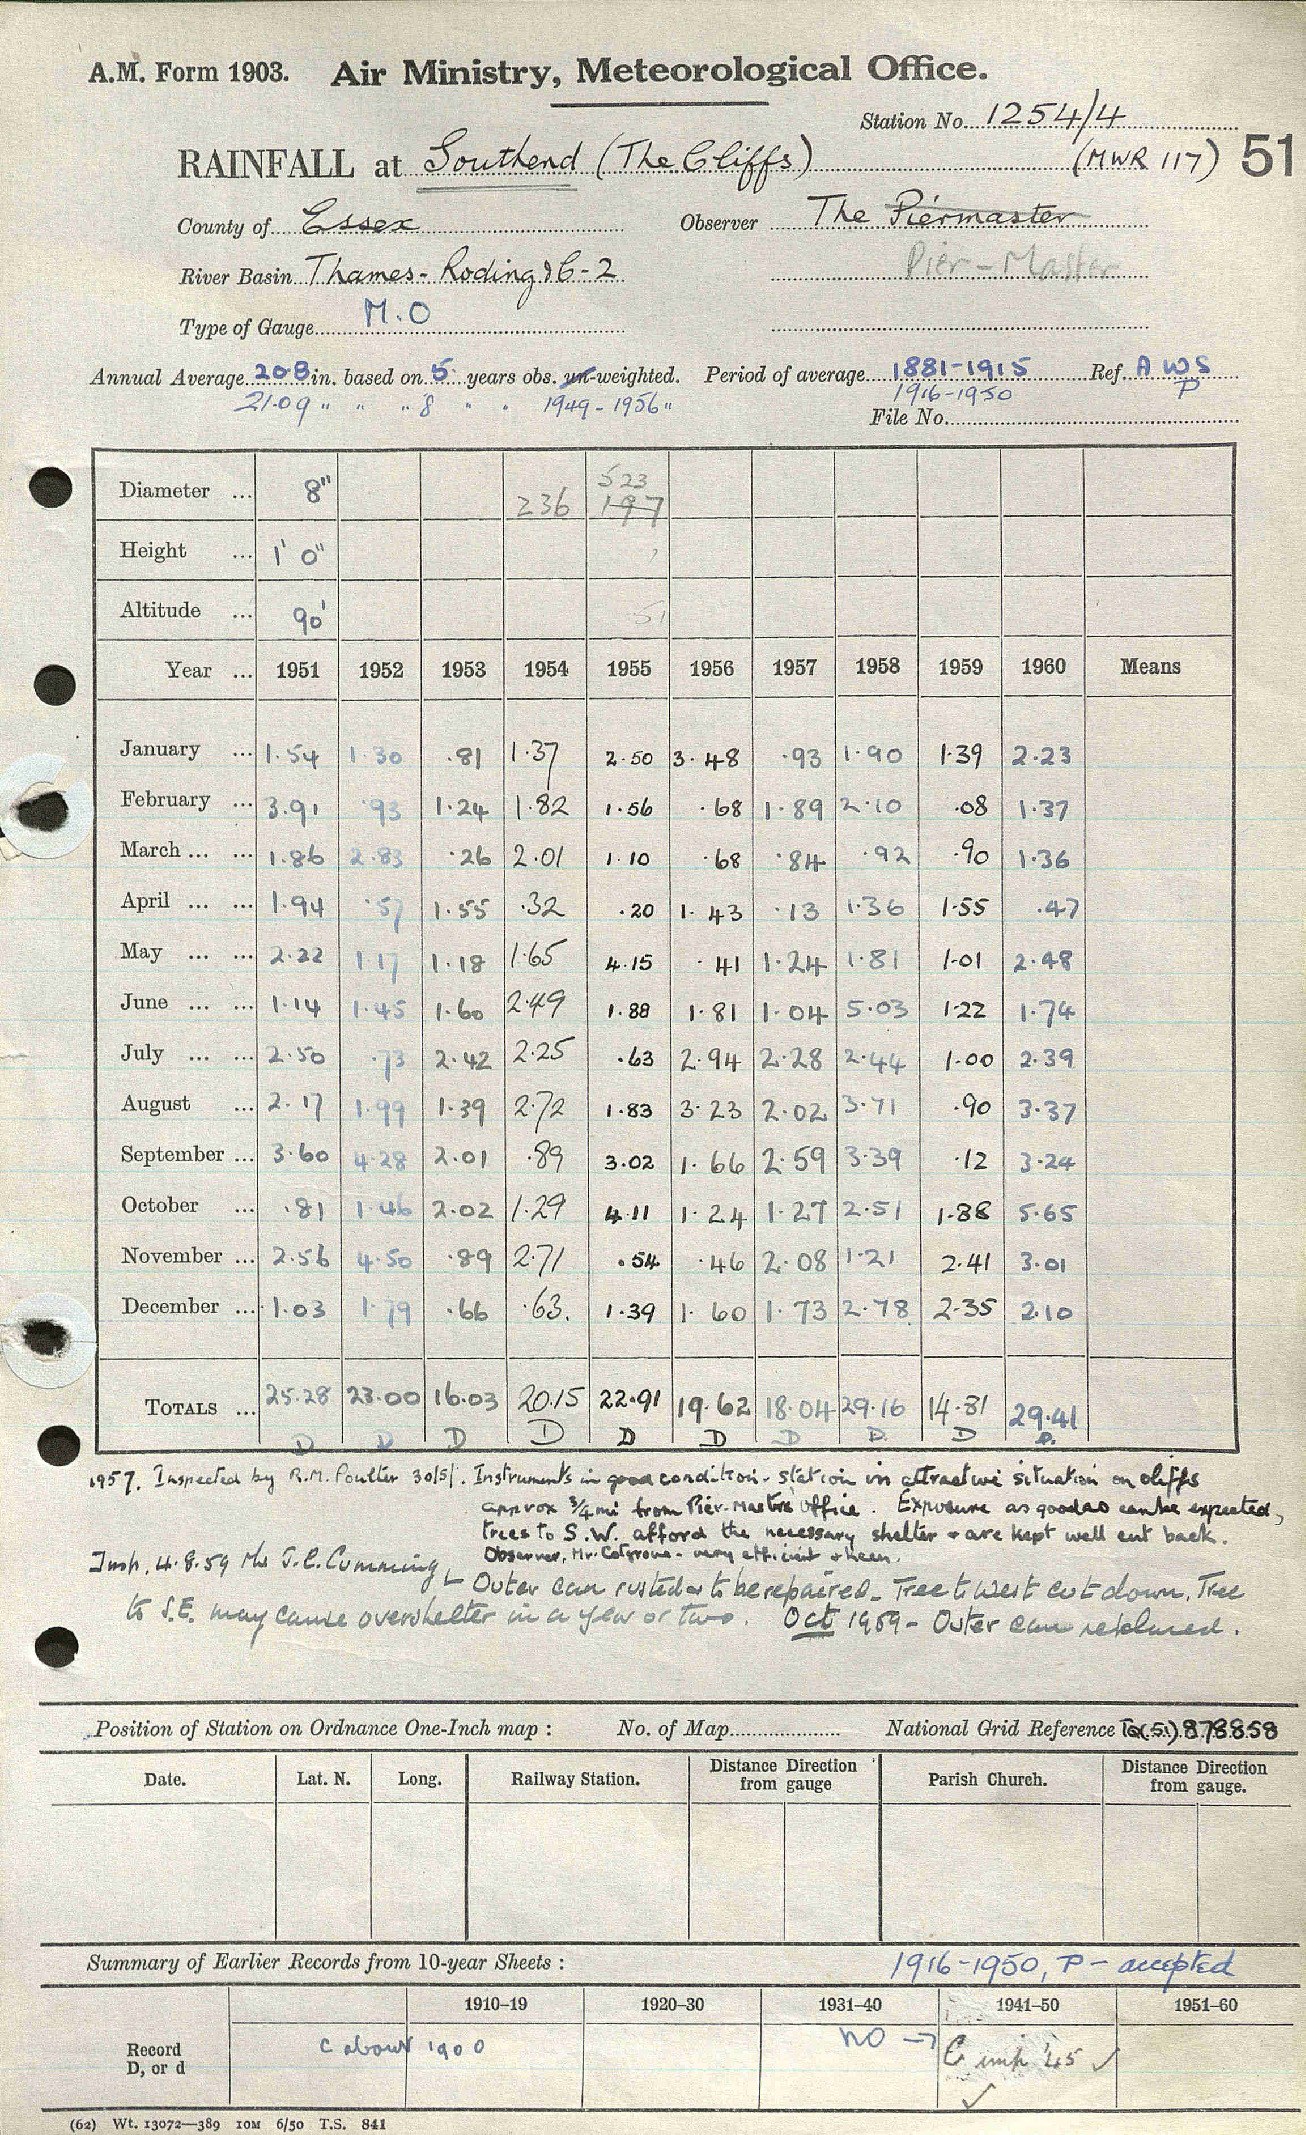 A.M. Form 1903. Air Ministry, Meteorological Office.
Station No. 1254/4
RAINFALL at Southend (The Cliffs) (MWR 117) 51
County of Essex Observer The Piermaster
River Basin Thames - Roding & C - 2 Pier-Master
Type of Gauge M.O
Annual Average 20.8 in. based on 5 years obs. un-weighted. Period of average 1881-1915 Ref. A W S
21.09 " " " 8 " " 1949-1956 " 1916-1950 P
File No.
Diameter ... 8" 236 523 197
Height ... 1' 0"
Altitude ... 90' 51
Year ... 1951 1952 1953 1954 1955 1956 1957 1958 1959 1960 Means
January ... 1.54 1.30 .81 1.37 2.50 3.48 .93 1.90 1.39 2.23
February ... 3.91 .93 1.24 1.82 1.56 .68 1.89 2.10 .08 1.37
March ... ... 1.86 2.83 .26 2.01 1.10 .68 .84 .92 .90 1.36
April ... ... 1.94 .57 1.55 .32 .20 1.43 .13 1.36 1.55 .47
May ... ... 2.22 1.17 1.18 1.65 4.15 .41 1.24 1.81 1.01 2.48
June ... ... 1.14 1.45 1.60 2.49 1.88 1.81 1.04 5.03 1.22 1.74
July ... ... 2.50 .73 2.42 2.25 .63 2.94 2.28 2.44 1.00 2.39
August ... 2.17 1.99 1.39 2.72 1.83 3.23 2.02 3.71 .90 3.37
September ... 3.60 4.28 2.01 .89 3.02 1.66 2.59 3.39 .12 3.24
October ... .81 1.46 2.02 1.29 4.11 1.24 1.27 2.51 1.88 5.65
November ... 2.56 4.50 .89 2.71 .54 .46 2.08 1.21 2.41 3.01
December ... 1.03 1.79 .66 .63. 1.39 1.60 1.73 2.78 2.35 2.10
TOTALS ... 25.28 23.00 16.03 20.15 22.91 19.62 18.04 29.16 14.81 29.41
D D D D D D D D. D D.
1957. Inspected by R.M. Poulter 30/5/. Instruments in good condition - station in attractive situation on cliffs
approx 3/4 mi from Pier-Master's office. Exposure as good as can be expected,
trees to S.W. afford the necessary shelter & are kept well cut back.
Observer, Mr. Colgrove - very efficient & keen.
Insp. 4.8.59 J.C. Cumming - Outer can rusted & to be repaired - Tree to West cut down. Tree
to S.E. may cause overshelter in a year or two. Oct 1959 - Outer can replaced.
Position of Station on Ordnance One-Inch map : No. of Map National Grid Reference TQ(51) 878858
Date. Lat. N. Long. Railway Station. Distance Direction from gauge Parish Church. Distance Direction from gauge.
Summary of Earlier Records from 10-year Sheets : 1916-1950, P - accepted
1910-19 1920-30 1931-40 1941-50 1951-60
Record D, or d C about 1900 NO → C '45 ✓
✓
(62) Wt. 13072—389 10M 6/50 T.S. 841